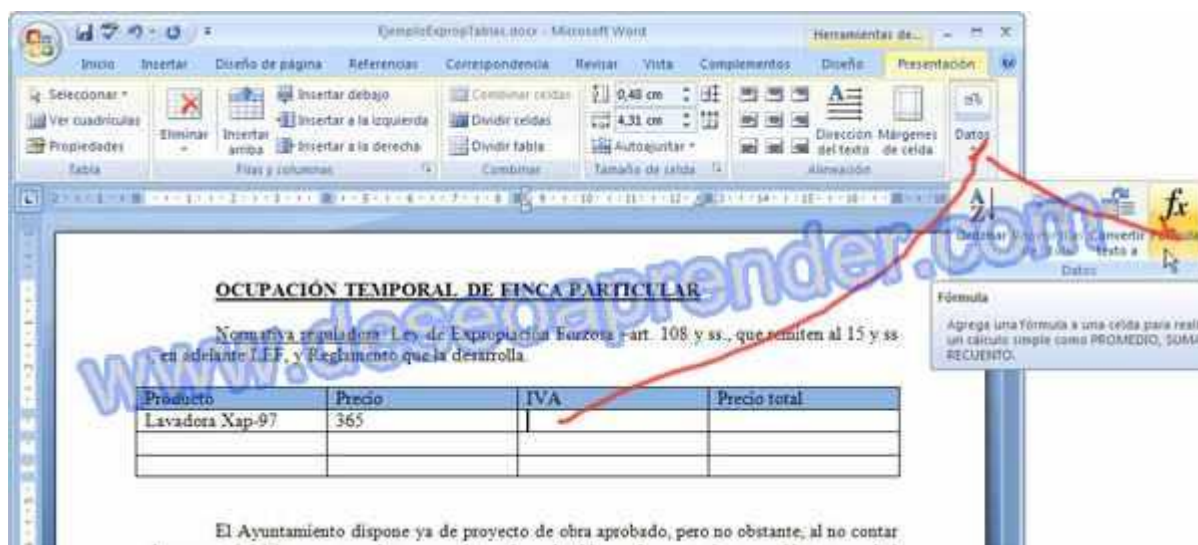 EjemploExpropTablas.docx - Microsoft Word
Herramientas de...
Inicio Insertar Diseño de página Referencias Correspondencia Revisar Vista Complementos Diseño Presentación
Seleccionar
Ver cuadrículas
Propiedades
Tabla
Eliminar
Insertar arriba
Insertar debajo
Insertar a la izquierda
Insertar a la derecha
Filas y columnas
Combinar celdas
Dividir celdas
Dividir tabla
Combinar
0,48 cm
4,31 cm
Autoajustar
Tamaño de celda
Dirección del texto
Márgenes de celda
Alineación
Datos
Ordenar
Convertir texto a
fx
Datos
Fórmula
Agrega una fórmula a una celda para
un cálculo simple como PROMEDIO, SUMA
RECUENTO.
www.deseoaprender.com
OCUPACIÓN TEMPORAL DE FINCA PARTICULAR
Normativa reguladora: Ley de Expropiación Forzosa –art. 108 y ss., que remiten al 15 y ss
en adelante LEF, y Reglamento que la desarrolla
Producto Precio IVA Precio total
Lavadora Xap-97 365
El Ayuntamiento dispone ya de proyecto de obra aprobado, pero no obstante, al no contar